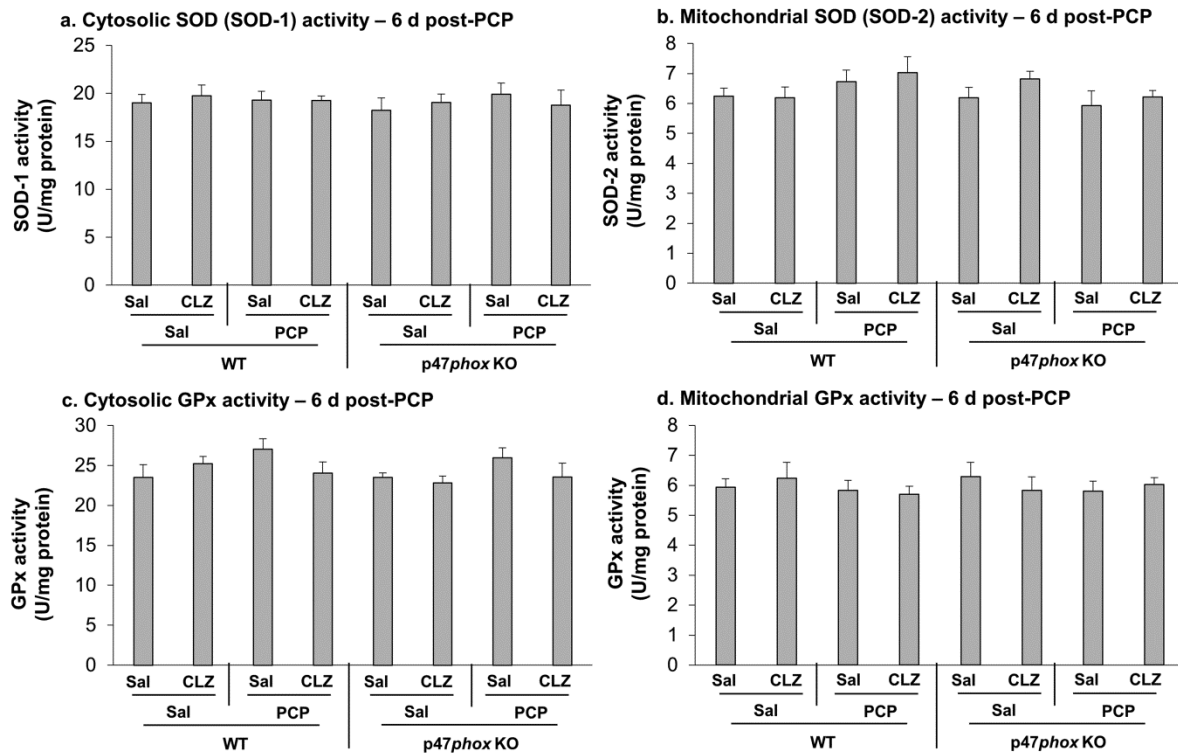 a. Cytosolic SOD (SOD-1) activity – 6 d post-PCP
SOD-1 activity
(U/mg protein)
25
20
15
10
5
0
Sal CLZ Sal CLZ Sal CLZ Sal CLZ
Sal PCP Sal PCP
WT p47phox KO
b. Mitochondrial SOD (SOD-2) activity – 6 d post-PCP
SOD-2 activity
(U/mg protein)
8
7
6
5
4
3
2
1
0
Sal CLZ Sal CLZ Sal CLZ Sal CLZ
Sal PCP Sal PCP
WT p47phox KO
c. Cytosolic GPx activity – 6 d post-PCP
GPx activity
(U/mg protein)
30
25
20
15
10
5
0
Sal CLZ Sal CLZ Sal CLZ Sal CLZ
Sal PCP Sal PCP
WT p47phox KO
d. Mitochondrial GPx activity – 6 d post-PCP
GPx activity
(U/mg protein)
8
7
6
5
4
3
2
1
0
Sal CLZ Sal CLZ Sal CLZ Sal CLZ
Sal PCP Sal PCP
WT p47phox KO